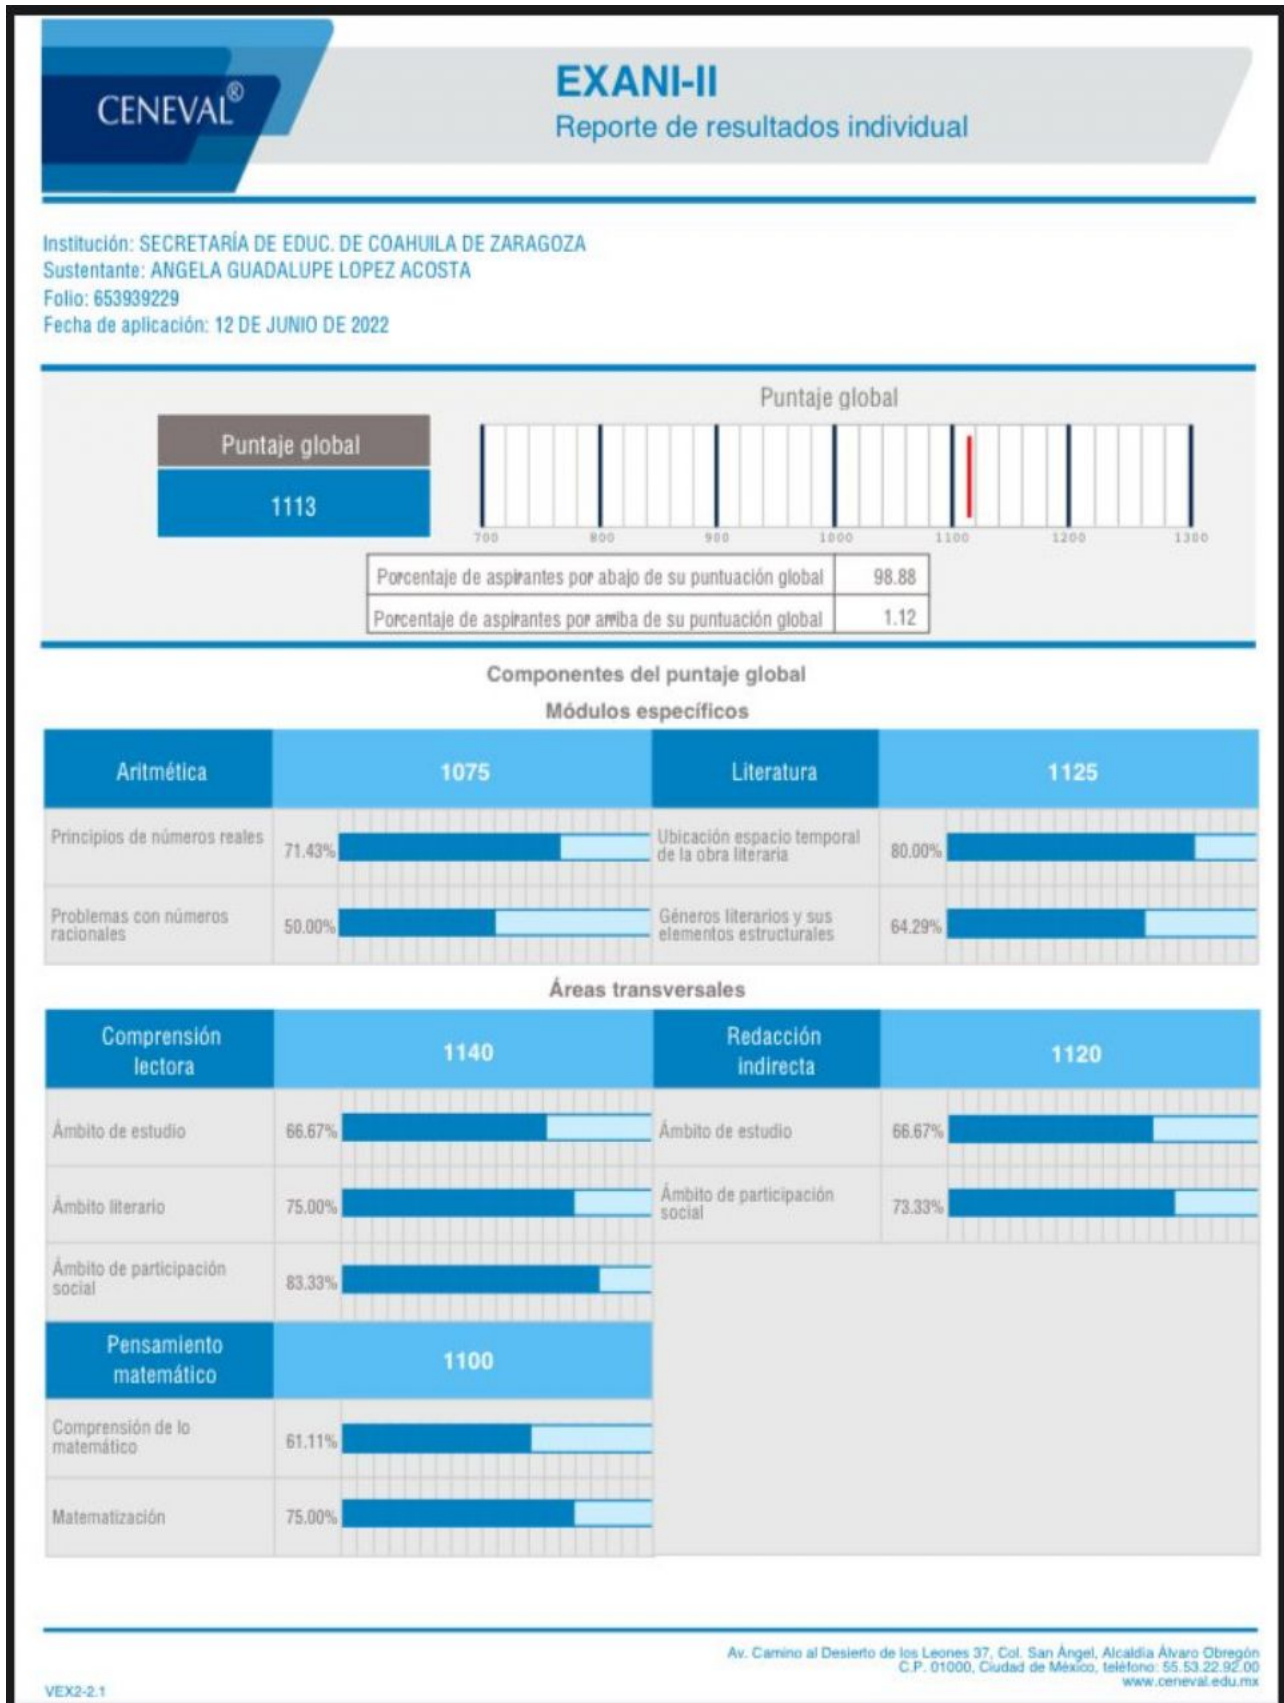 CENEVAL®
EXANI-II
Reporte de resultados individual
Institución: SECRETARÍA DE EDUC. DE COAHUILA DE ZARAGOZA
Sustentante: ANGELA GUADALUPE LOPEZ ACOSTA
Folio: 653939229
Fecha de aplicación: 12 DE JUNIO DE 2022
Puntaje global
Puntaje global
1113
700 800 900 1000 1100 1200 1300
Porcentaje de aspirantes por abajo de su puntuación global 98.88
Porcentaje de aspirantes por arriba de su puntuación global 1.12
Componentes del puntaje global
Módulos específicos
Aritmética 1075
Principios de números reales 71.43%
Problemas con números
racionales 50.00%
Literatura 1125
Ubicación espacio temporal
de la obra literaria 80.00%
Géneros literarios y sus
elementos estructurales 64.29%
Áreas transversales
Comprensión
lectora 1140
Ámbito de estudio 66.67%
Ámbito literario 75.00%
Ámbito de participación
social 83.33%
Redacción
indirecta 1120
Ámbito de estudio 66.67%
Ámbito de participación
social 73.33%
Pensamiento
matemático 1100
Comprensión de lo
matemático 61.11%
Matematización 75.00%
Av. Camino al Desierto de los Leones 37, Col. San Ángel, Alcaldía Álvaro Obregón
C.P. 01000, Ciudad de México, teléfono: 55.53.22.92.00
www.ceneval.edu.mx
VEX2-2.1